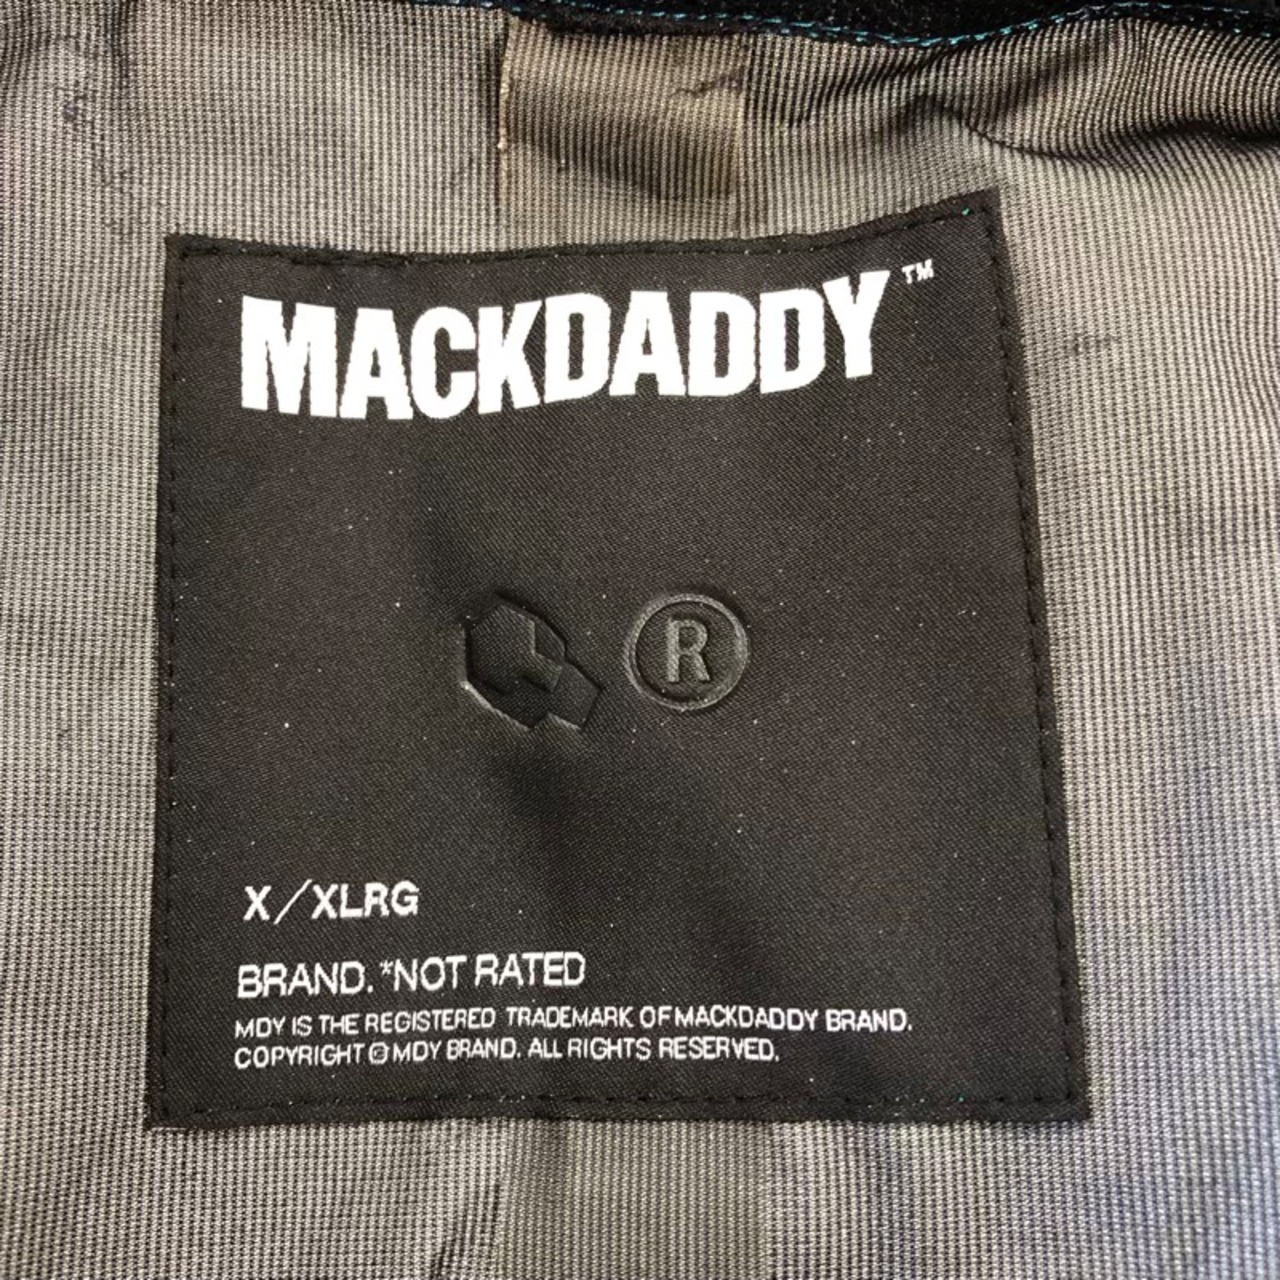 MACKDADDY™
®
X/XLRG
BRAND. *NOT RATED
MDY IS THE REGISTERED TRADEMARK OF MACKDADDY BRAND.
COPYRIGHT © MDY BRAND. ALL RIGHTS RESERVED.